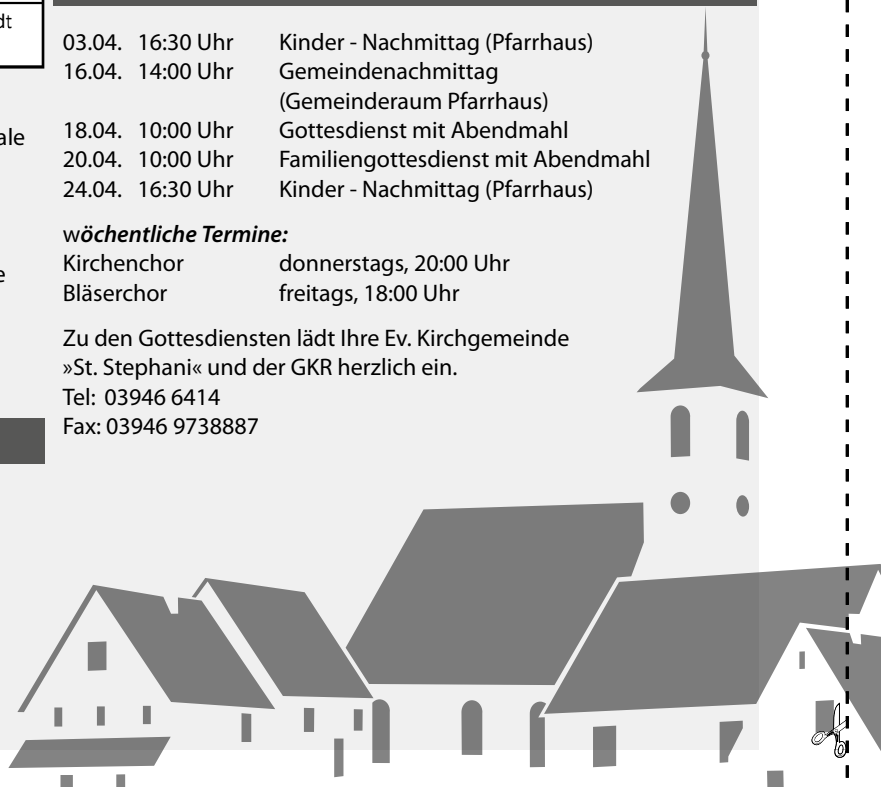 dt
ale
e
03.04. 16:30 Uhr Kinder - Nachmittag (Pfarrhaus)
16.04. 14:00 Uhr Gemeindenachmittag
(Gemeinderaum Pfarrhaus)
18.04. 10:00 Uhr Gottesdienst mit Abendmahl
20.04. 10:00 Uhr Familiengottesdienst mit Abendmahl
24.04. 16:30 Uhr Kinder - Nachmittag (Pfarrhaus)
wöchentliche Termine:
Kirchenchor donnerstags, 20:00 Uhr
Bläserchor freitags, 18:00 Uhr
Zu den Gottesdiensten lädt Ihre Ev. Kirchgemeinde
»St. Stephani« und der GKR herzlich ein.
Tel: 03946 6414
Fax: 03946 9738887